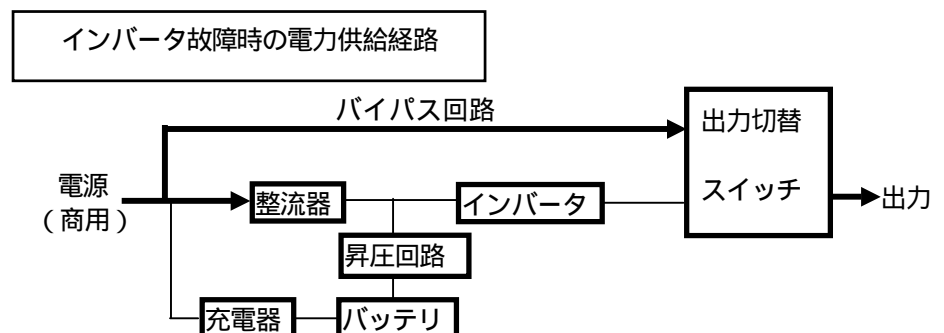 インバータ故障時の電力供給経路
バイパス回路
出力切替
スイッチ
電源
(商用)
整流器
インバータ
出力
昇圧回路
充電器
バッテリ